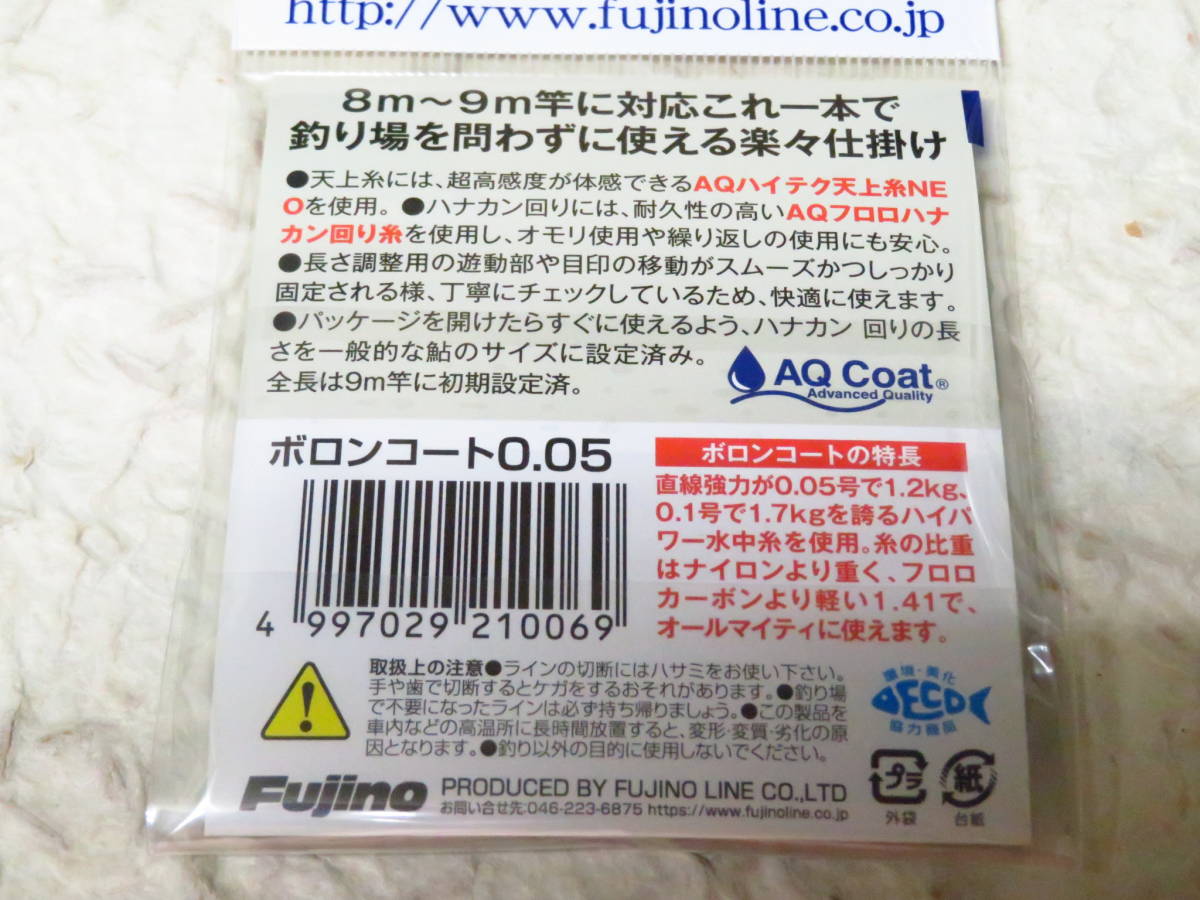 http://www.fujinoline.co.jp
8m～9m竿に対応これ一本で
釣り場を問わずに使える楽々仕掛け
●天上糸には、超高感度が体感できるAQハイテク天上糸NE
Oを使用。●ハナカン回りには、耐久性の高いAQフロロハナ
カン回り糸を使用し、オモリ使用や繰り返しの使用にも安心。
●長さ調整用の遊動部や目印の移動がスムーズかつしっかり
固定される様、丁寧にチェックしているため、快適に使えます。
●パッケージを開けたらすぐに使えるよう、ハナカン 回りの長
さを一般的な鮎のサイズに設定済み。
全長は9m竿に初期設定済。
AQ Coat®
Advanced Quality
ボロンコート0.05
4 997029 210069
ボロンコートの特長
直線強力が0.05号で1.2kg、
0.1号で1.7kgを誇るハイパ
ワー水中糸を使用。糸の比重
はナイロンより重く、フロロ
カーボンより軽い1.41で、
オールマイティに使えます。
取扱上の注意●ラインの切断にはハサミをお使い下さい。
手や歯で切断するとケガをするおそれがあります。●釣り場
で不要になったラインは必ず持ち帰りましょう。●この製品を
車内などの高温所に長時間放置すると、変形・変質・劣化の原
因となります。●釣り以外の目的に使用しないでください。
環境・美化
ECO
協力商品
Fujino
PRODUCED BY FUJINO LINE CO.,LTD
お問い合せ先:046-223-6875 https://www.fujinoline.co.jp
プラ
外袋
紙
台紙